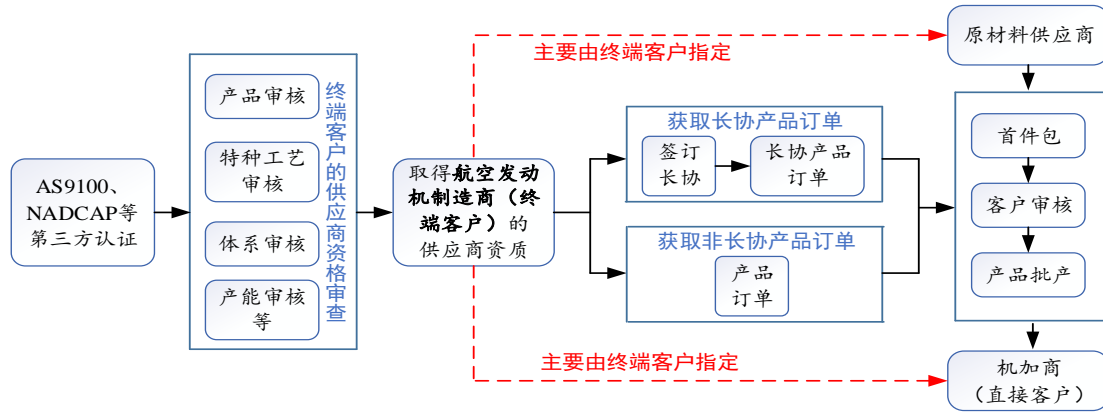 AS9100、
NADCAP等
第三方认证
产品审核
特种工艺
审核
体系审核
产能审核
等
终端客户的供应商资格审查
取得航空发动
机制造商（终
端客户）的
供应商资质
主要由终端客户指定
获取长协产品订单
签订
长协
长协产品
订单
获取非长协产品订单
产品
订单
主要由终端客户指定
原材料供应商
首件包
客户审核
产品批产
机加商
（直接客户）